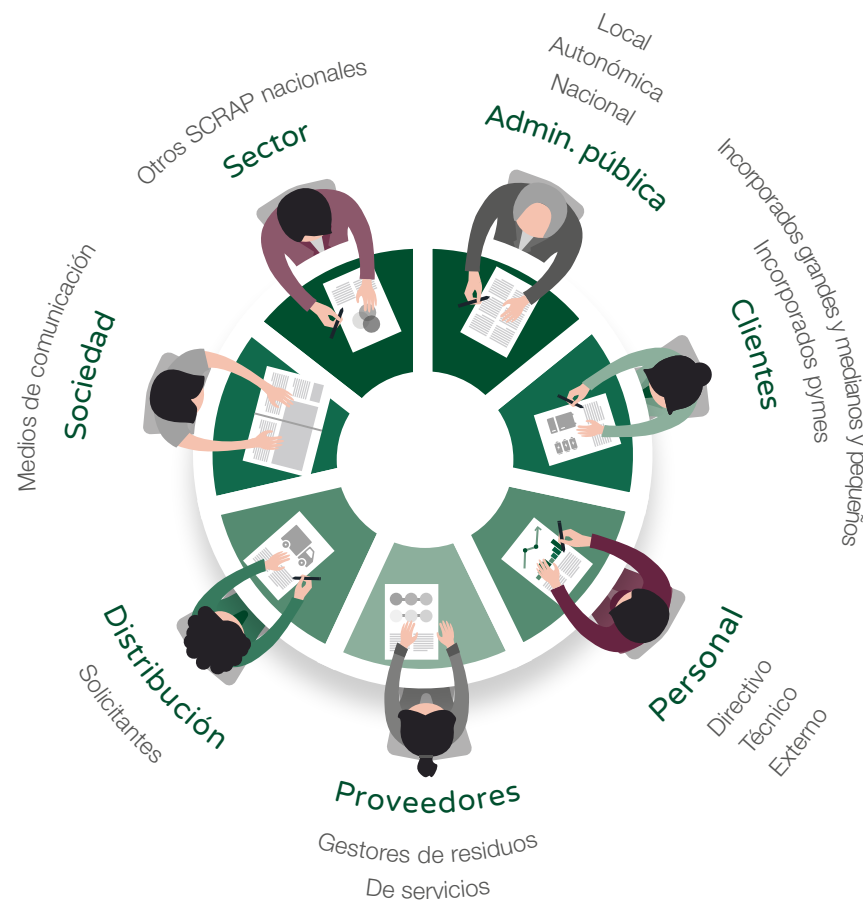 Local
Autonómica
Nacional
Admin. pública
Incorporados grandes y medianos y pequeños
Incorporados pymes
Clientes
Personal
Directivo
Técnico
Externo
Proveedores
Gestores de residuos
De servicios
Distribución
Solicitantes
Sociedad
Medios de comunicación
Otros SCRAP nacionales
Sector